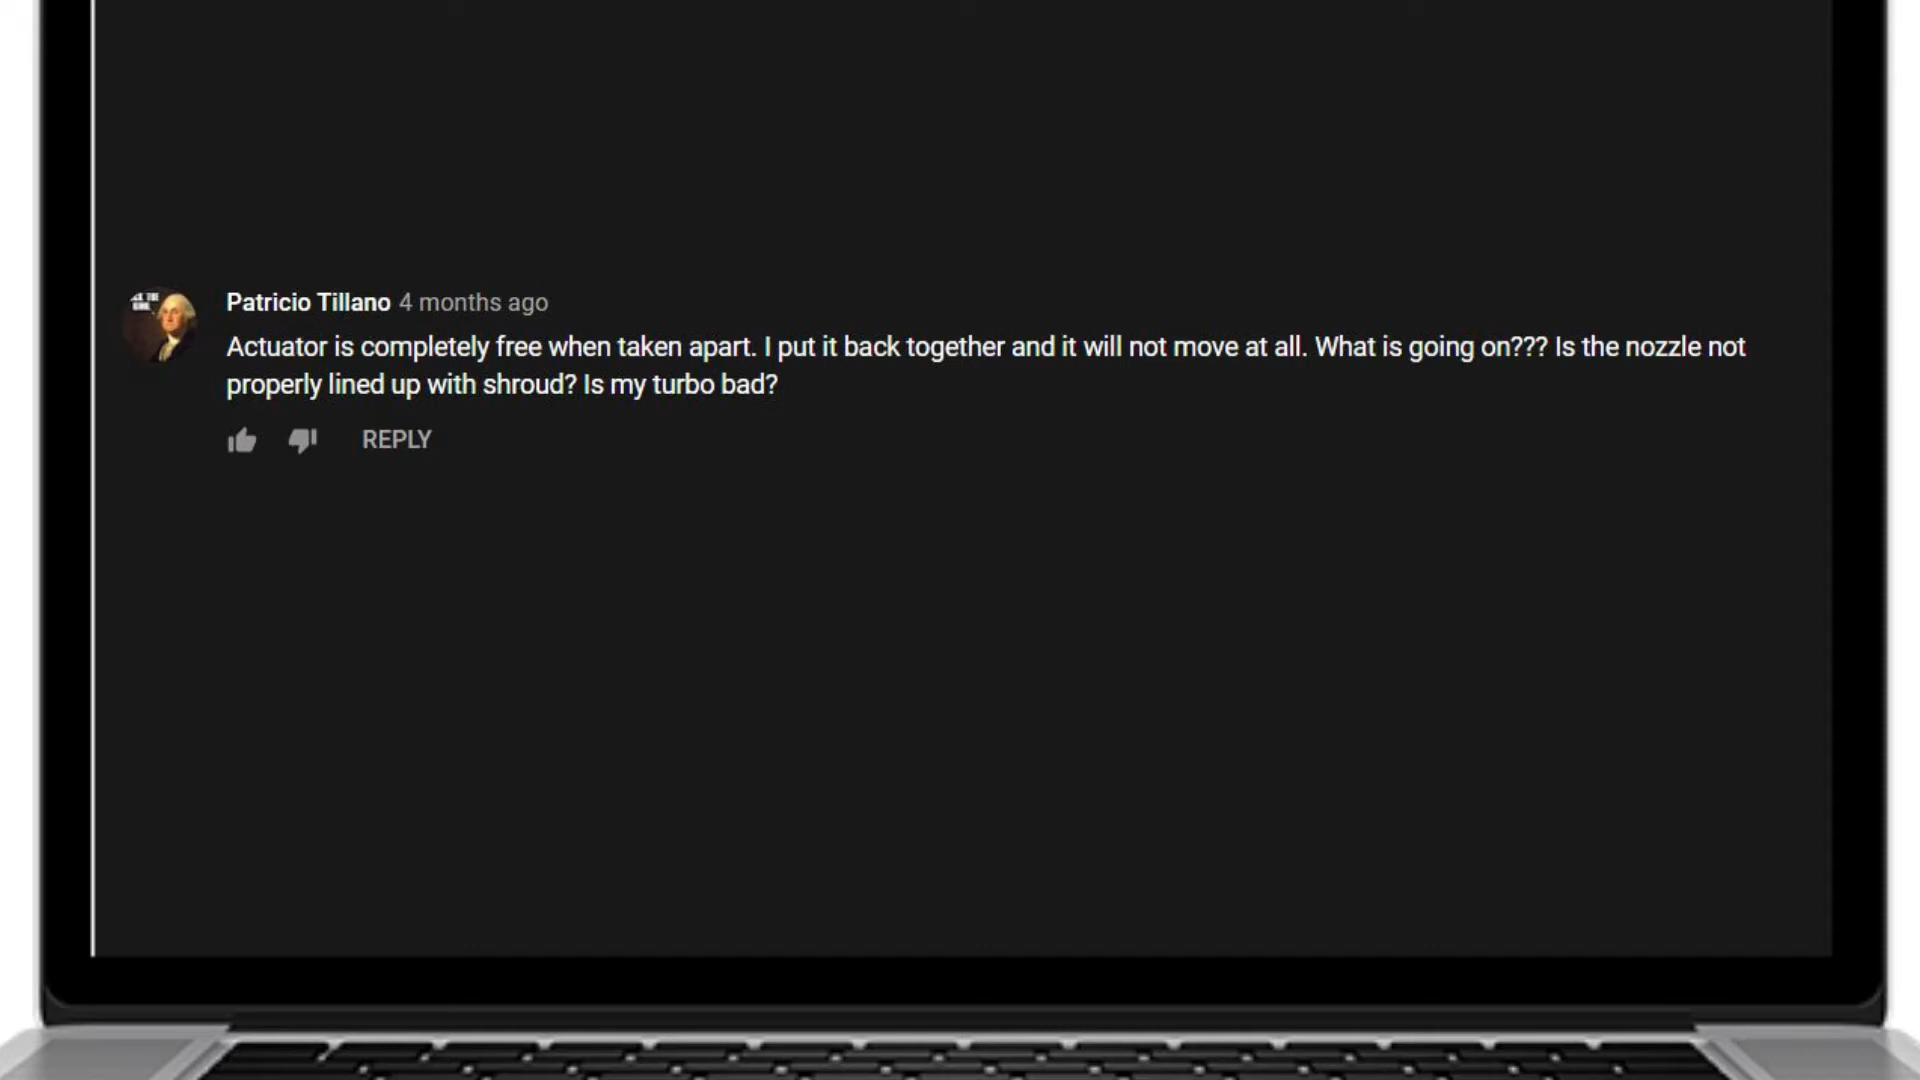 Patricio Tillano 4 months ago
Actuator is completely free when taken apart. I put it back together and it will not move at all. What is going on??? Is the nozzle not
properly lined up with shroud? Is my turbo bad?
REPLY